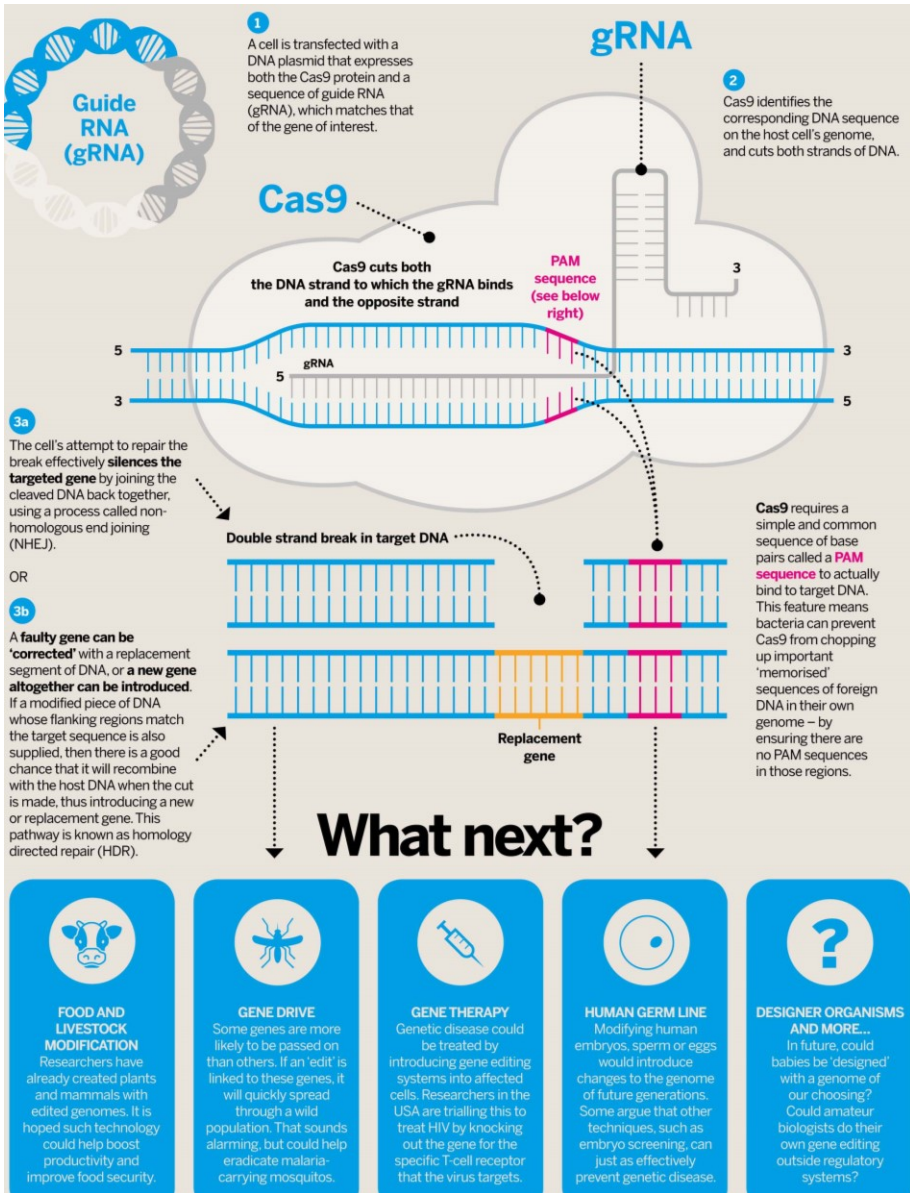 Guide
RNA
(gRNA)
1
A cell is transfected with a
DNA plasmid that expresses
both the Cas9 protein and a
sequence of guide RNA
(gRNA), which matches that
of the gene of interest.
gRNA
2
Cas9 identifies the
corresponding DNA sequence
on the host cell's genome,
and cuts both strands of DNA.
Cas9
Cas9 cuts both
the DNA strand to which the gRNA binds
and the opposite strand
PAM
sequence
(see below
right)
3
5
3
gRNA
5
3
5
3a
The cell's attempt to repair the
break effectively silences the
targeted gene by joining the
cleaved DNA back together,
using a process called non-
homologous end joining
(NHEJ).
OR
3b
A faulty gene can be
‘corrected’ with a replacement
segment of DNA, or a new gene
altogether can be introduced.
If a modified piece of DNA
whose flanking regions match
the target sequence is also
supplied, then there is a good
chance that it will recombine
with the host DNA when the cut
is made, thus introducing a new
or replacement gene. This
pathway is known as homology
directed repair (HDR).
Double strand break in target DNA
Replacement
gene
Cas9 requires a
simple and common
sequence of base
pairs called a PAM
sequence to actually
bind to target DNA.
This feature means
bacteria can prevent
Cas9 from chopping
up important
‘memorised’
sequences of foreign
DNA in their own
genome – by
ensuring there are
no PAM sequences
in those regions.
What next?
FOOD AND
LIVESTOCK
MODIFICATION
Researchers have
already created plants
and mammals with
edited genomes. It is
hoped such technology
could help boost
productivity and
improve food security.
GENE DRIVE
Some genes are more
likely to be passed on
than others. If an ‘edit’ is
linked to these genes, it
will quickly spread
through a wild
population. That sounds
alarming, but could help
eradicate malaria-
carrying mosquitos.
GENE THERAPY
Genetic disease could
be treated by
introducing gene editing
systems into affected
cells. Researchers in the
USA are trialling this to
treat HIV by knocking
out the gene for the
specific T-cell receptor
that the virus targets.
HUMAN GERM LINE
Modifying human
embryos, sperm or eggs
would introduce
changes to the genome
of future generations.
Some argue that other
techniques, such as
embryo screening, can
just as effectively
prevent genetic disease.
?
DESIGNER ORGANISMS
AND MORE...
In future, could
babies be ‘designed’
with a genome of
our choosing?
Could amateur
biologists do their
own gene editing
outside regulatory
systems?